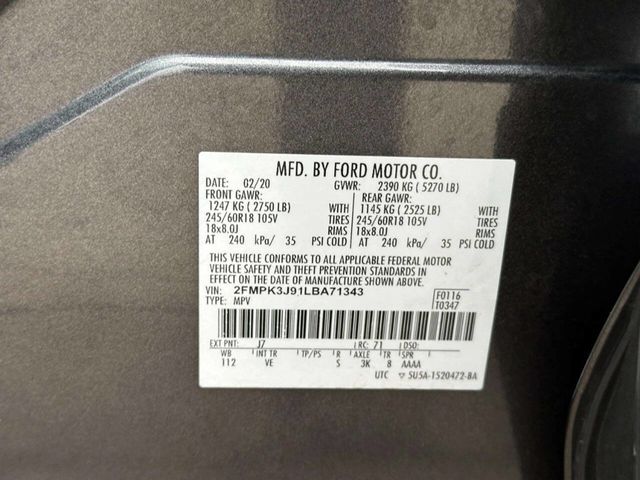 MFD. BY FORD MOTOR CO.
DATE: 02/20 GVWR: 2390 KG ( 5270 LB)
FRONT GAWR: REAR GAWR:
1247 KG ( 2750 LB) WITH 1145 KG ( 2525 LB) WITH
245/60R18 105V TIRES 245/60R18 105V TIRES
18x8.0J RIMS 18x8.0J RIMS
AT 240 kPa/ 35 PSI COLD AT 240 kPa/ 35 PSI COLD
THIS VEHICLE CONFORMS TO ALL APPLICABLE FEDERAL MOTOR
VEHICLE SAFETY AND THEFT PREVENTION STANDARDS IN
EFFECT ON THE DATE OF MANUFACTURE SHOWN ABOVE.
VIN: 2FMPK3J91LBA71343 F0116
TYPE: MPV T0347
EXT PNT: J7 RC: 71 DSO:
WB INT TR TP/PS R AXLE TR SPR
112 VE S 3K 8 AAAA
UTC ▽ 5U5A-1520472-BA